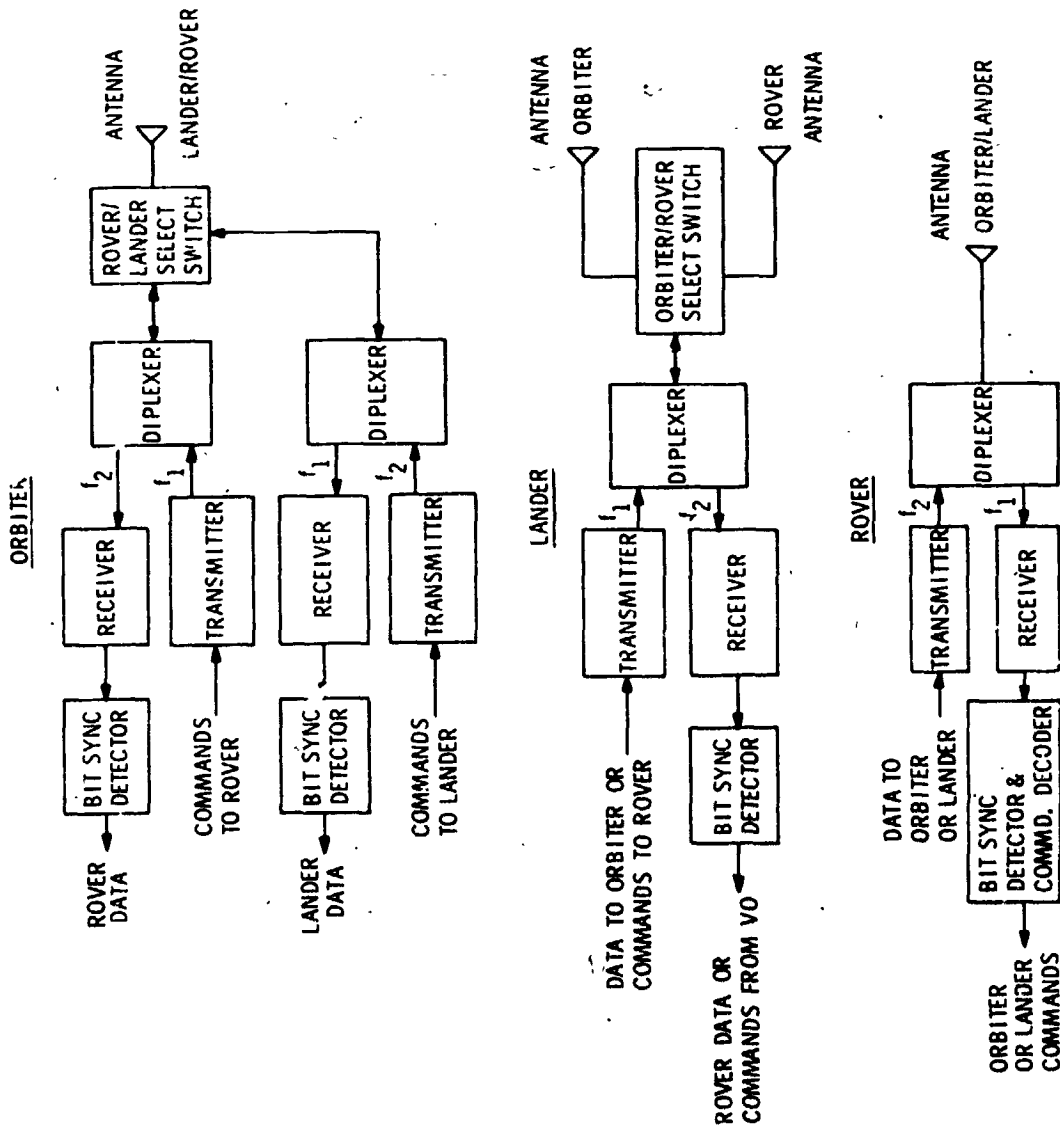 ORBITER
ROVER
DATA
BIT SYNC
DETECTOR
RECEIVER
f2
COMMANDS
TO ROVER
TRANSMITTER
f1
DIPLEXER
ROVER/
LANDER
SELECT
SWITCH
ANTENNA
LANDER/ROVER
LANDER
DATA
BIT SYNC
DETECTOR
RECEIVER
f1
COMMANDS
TO LANDER
TRANSMITTER
f2
DIPLEXER
LANDER
DATA TO ORBITER OR
COMMANDS TO ROVER
TRANSMITTER
f1
ROVER DATA OR
COMMANDS FROM VO
BIT SYNC
DETECTOR
RECEIVER
f2
DIPLEXER
ORBITER/ROVER
SELECT SWITCH
ANTENNA
ORBITER
ROVER
ANTENNA
ROVER
DATA TO
ORBITER
OR LANDER
TRANSMITTER
f2
ORBITER
OR LANDER
COMMANDS
BIT SYNC
DETECTOR &
COMMD. DECODER
RECEIVER
f1
DIPLEXER
ANTENNA
ORBITER/LANDER